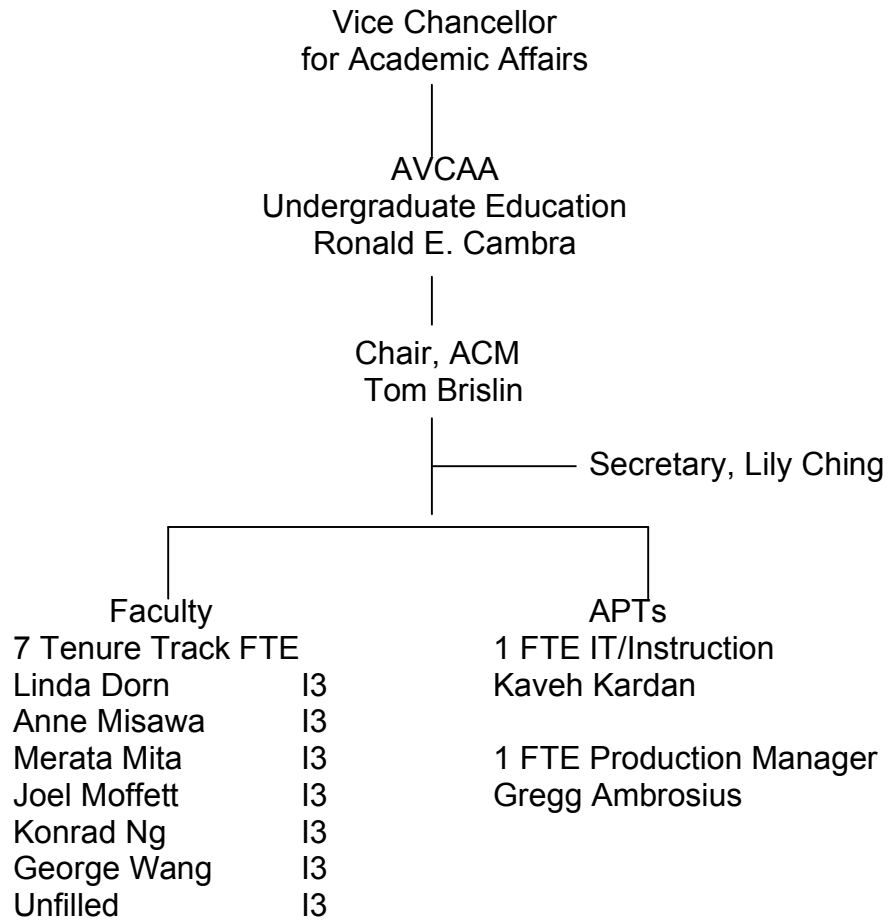 Vice Chancellor
for Academic Affairs
AVCAA
Undergraduate Education
Ronald E. Cambra
Chair, ACM
Tom Brislin
Secretary, Lily Ching
Faculty
7 Tenure Track FTE
Linda Dorn I3
Anne Misawa I3
Merata Mita I3
Joel Moffett I3
Konrad Ng I3
George Wang I3
Unfilled I3
APTs
1 FTE IT/Instruction
Kaveh Kardan
1 FTE Production Manager
Gregg Ambrosius